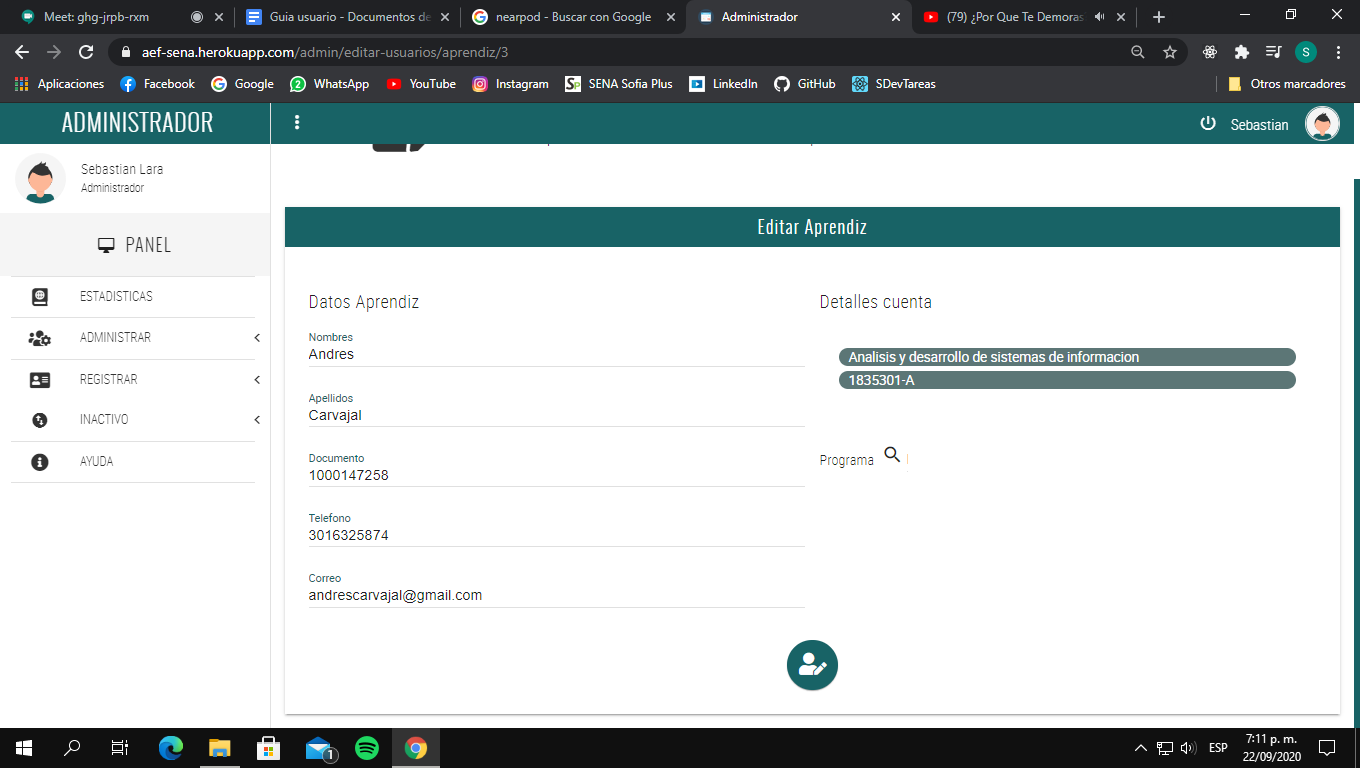 Meet: ghg-jrpb-rxm
Guia usuario - Documentos de
nearpod - Buscar con Google
Administrador
(79) ¿Por Que Te Demoras
aef-sena.herokuapp.com/admin/editar-usuarios/aprendiz/3
S
Aplicaciones
Facebook
Google
WhatsApp
YouTube
Instagram
SENA Sofia Plus
LinkedIn
GitHub
SDevTareas
Otros marcadores
ADMINISTRADOR
Sebastian
Sebastian Lara
Administrador
PANEL
ESTADISTICAS
ADMINISTRAR
REGISTRAR
INACTIVO
AYUDA
Editar Aprendiz
Datos Aprendiz
Nombres
Andres
Apellidos
Carvajal
Documento
1000147258
Telefono
3016325874
Correo
andrescarvajal@gmail.com
Detalles cuenta
Analisis y desarrollo de sistemas de informacion
1835301-A
Programa
1
ESP
7:11 p. m.
22/09/2020